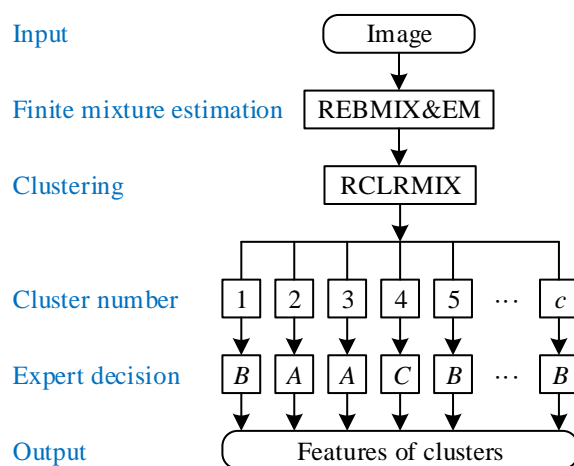 Input Image
Finite mixture estimation REBMIX&EM
Clustering RCLRMIX
Cluster number 1 2 3 4 5 ... c
Expert decision B A A C B ... B
Output Features of clusters